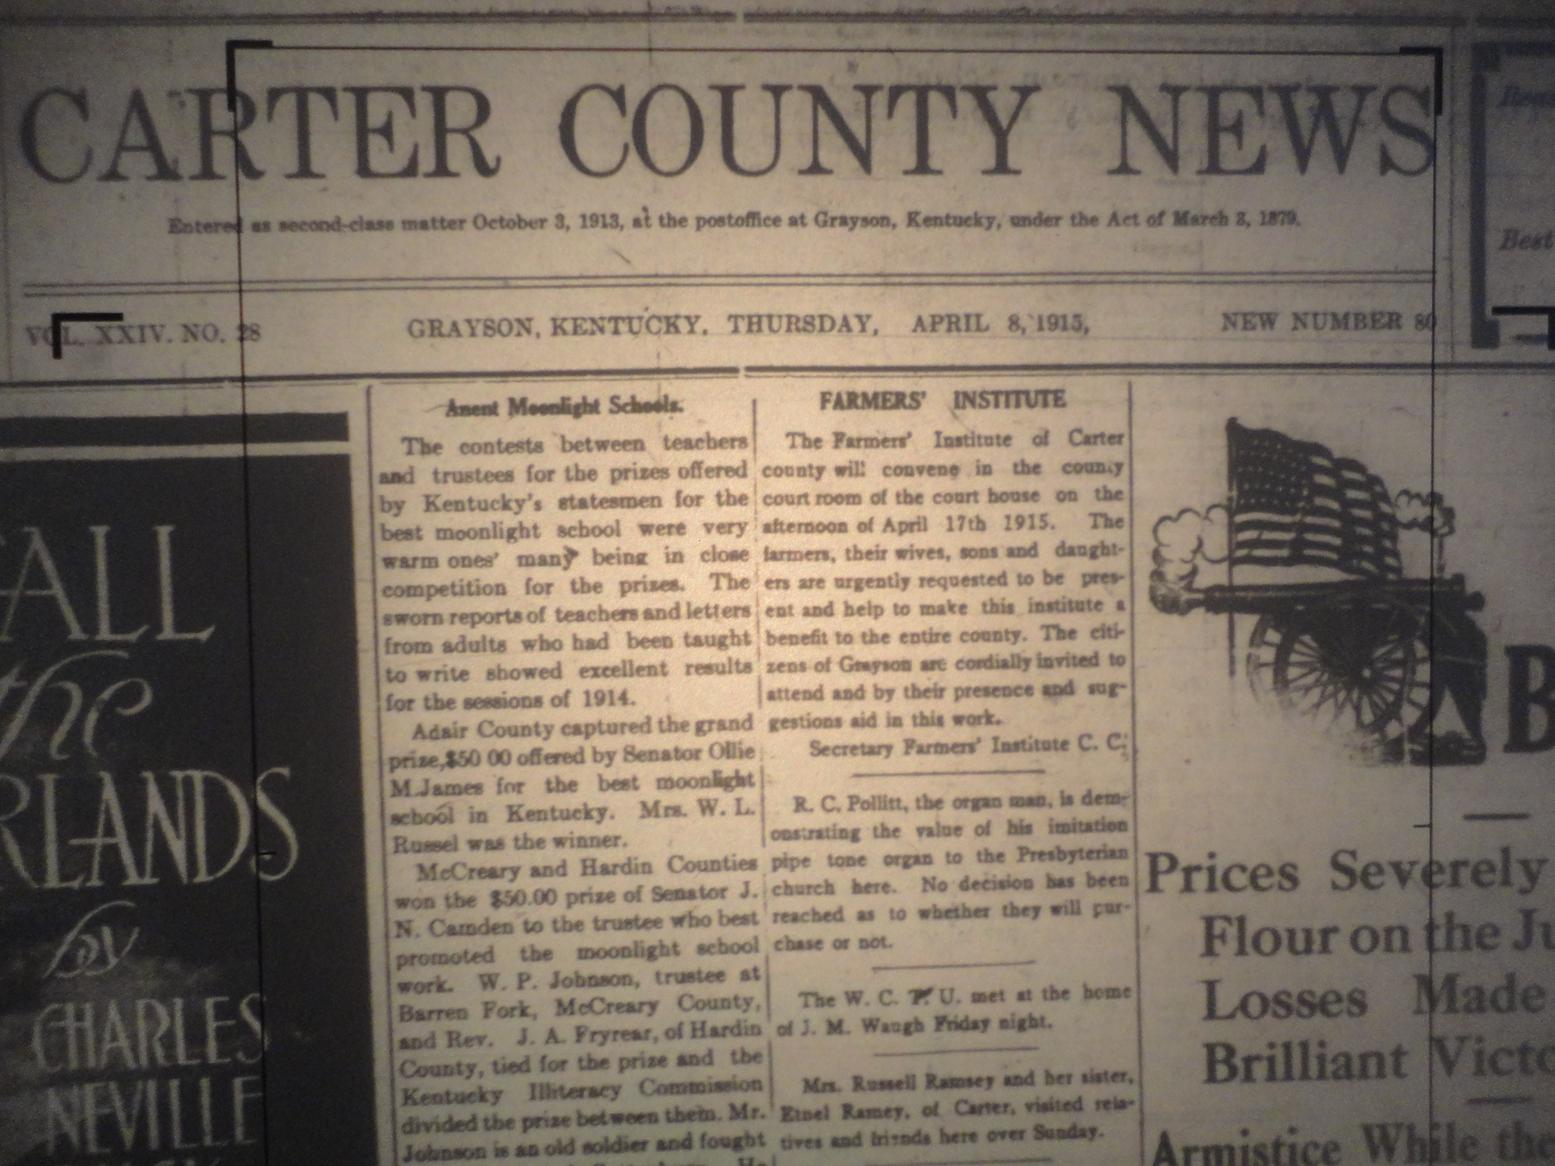 CARTER COUNTY NEWS
Entered as second-class matter October 3, 1913, at the postoffice at Grayson, Kentucky, under the Act of March 3, 1879.
VOL. XXIV. NO. 28 GRAYSON, KENTUCKY, THURSDAY, APRIL 8, 1915, NEW NUMBER 80
CALL
the
RLANDS
by
CHARLES
NEVILLE
Anent Moonlight Schools.
The contests between teachers
and trustees for the prizes offered
by Kentucky's statesmen for the
best moonlight school were very
warm ones' many being in close
competition for the prizes. The
sworn reports of teachers and letters
from adults who had been taught
to write showed excellent results
for the sessions of 1914.
Adair County captured the grand
prize,$50 00 offered by Senator Ollie
M.James for the best moonlight
school in Kentucky. Mrs. W. L.
Russel was the winner.
McCreary and Hardin Counties
won the $50.00 prize of Senator J.
N. Camden to the trustee who best
promoted the moonlight school
work. W. P. Johnson, trustee at
Barren Fork, McCreary County,
and Rev. J. A. Fryrear, of Hardin
County, tied for the prize and the
Kentucky Illiteracy Commission
divided the prize between them. Mr.
Johnson is an old soldier and fought
FARMERS' INSTITUTE
The Farmers' Institute of Carter
county will convene in the county
court room of the court house on the
afternoon of April 17th 1915. The
farmers, their wives, sons and daught-
ers are urgently requested to be pres-
ent and help to make this institute a
benefit to the entire county. The citi-
zens of Grayson are cordially invited to
attend and by their presence and sug-
gestions aid in this work.
Secretary Farmers' Institute C. C.
R. C. Pollitt, the organ man, is dem-
onstrating the value of his imitation
pipe tone organ to the Presbyterian
church here. No decision has been
reached as to whether they will pur-
chase or not.
The W. C. T. U. met at the home
of J. M. Waugh Friday night.
Mrs. Russell Ramsey and her sister,
Etnel Ramey, of Carter, visited rela-
tives and friends here over Sunday.
B
Prices Severely
Flour on the Ju
Losses Made
Brilliant Victo
Armistice While the
Best